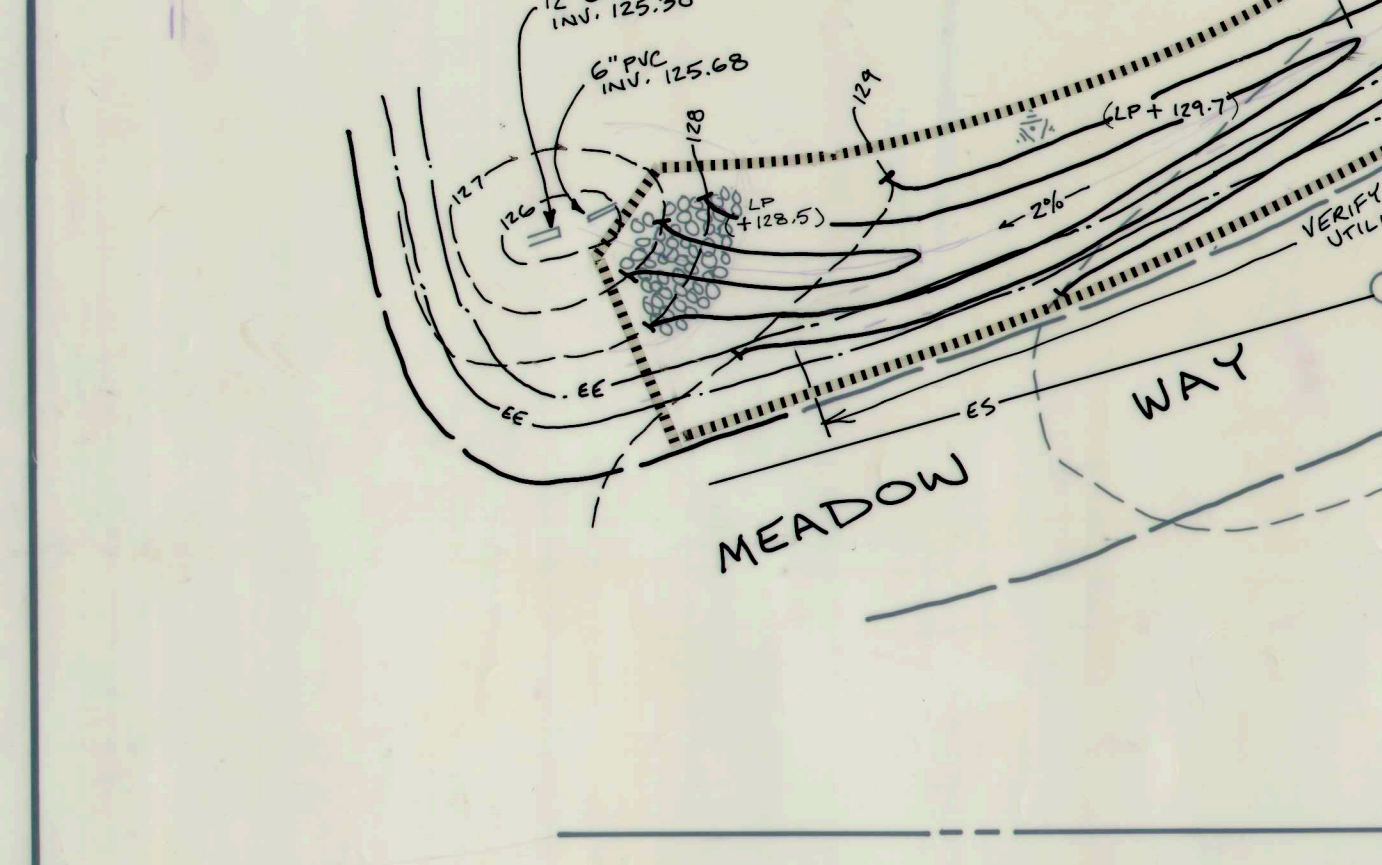 INV. 125.30
6" PVC
INV. 125.68
129
128
(LP + 129.7)
127
126
LP
(+128.5)
2%
VERIFY
EE
EE
ES
WAY
MEADOW